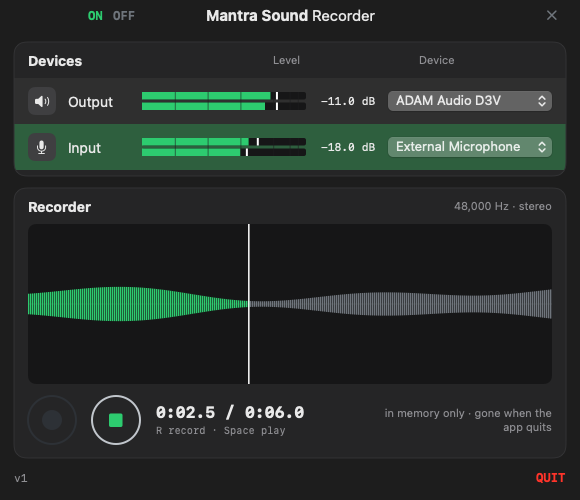 ON OFF
Mantra Sound Recorder
Devices Level Device
Output -11.0 dB ADAM Audio D3V
Input -18.0 dB External Microphone
Recorder 48,000 Hz · stereo
0:02.5 / 0:06.0
R record · Space play
in memory only · gone when the
app quits
v1 QUIT